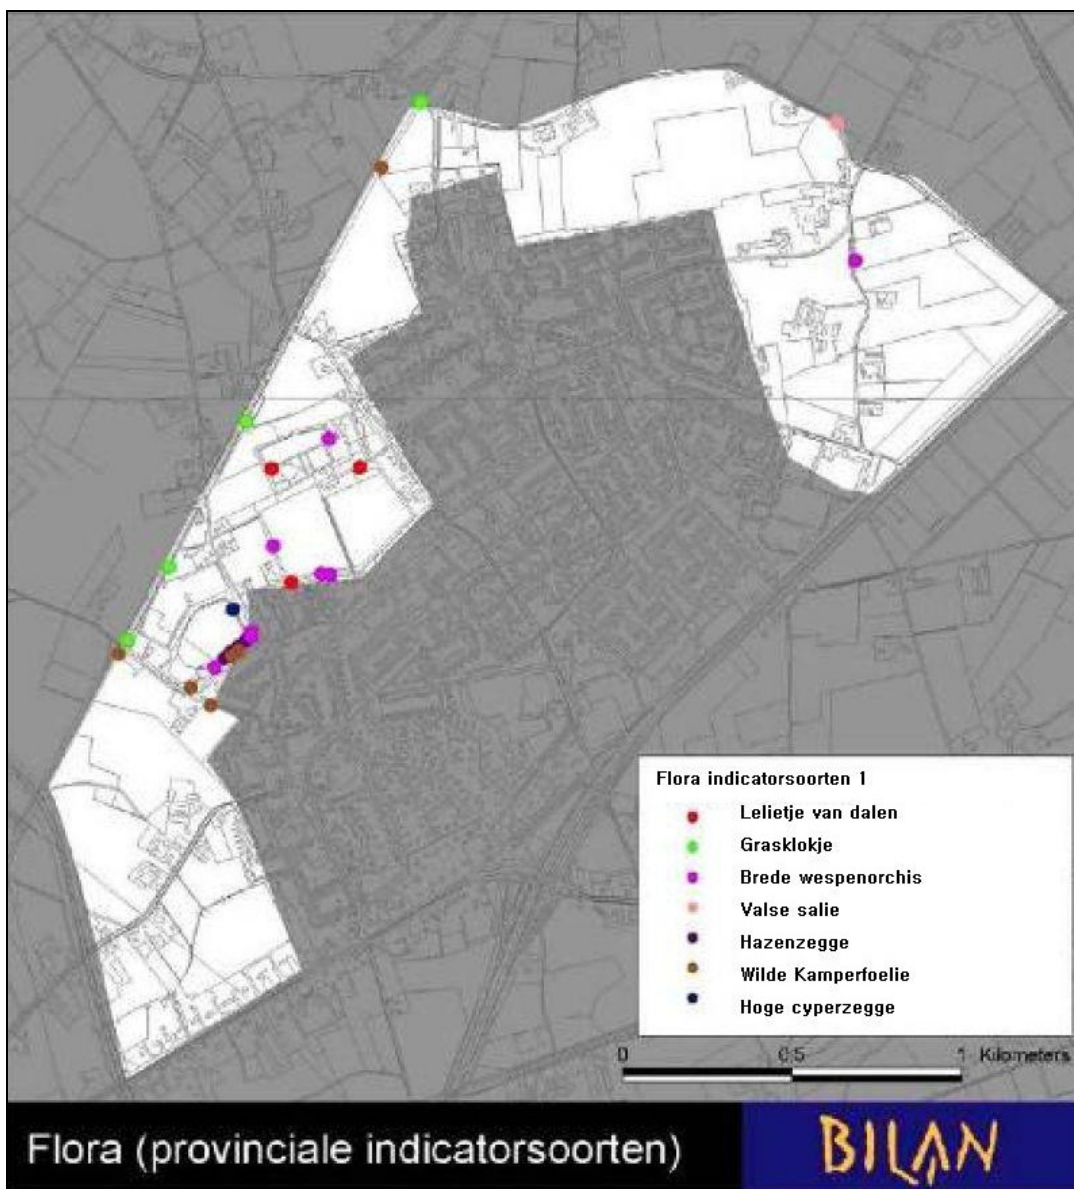 Flora indicatorsoorten 1
Lelietje van dalen
Grasklokje
Brede wespenorchis
Valse salie
Hazenzegge
Wilde Kamperfoelie
Hoge cyperzegge
0 0.5 1 Kilometers
Flora (provinciale indicatorsoorten)
BILAN